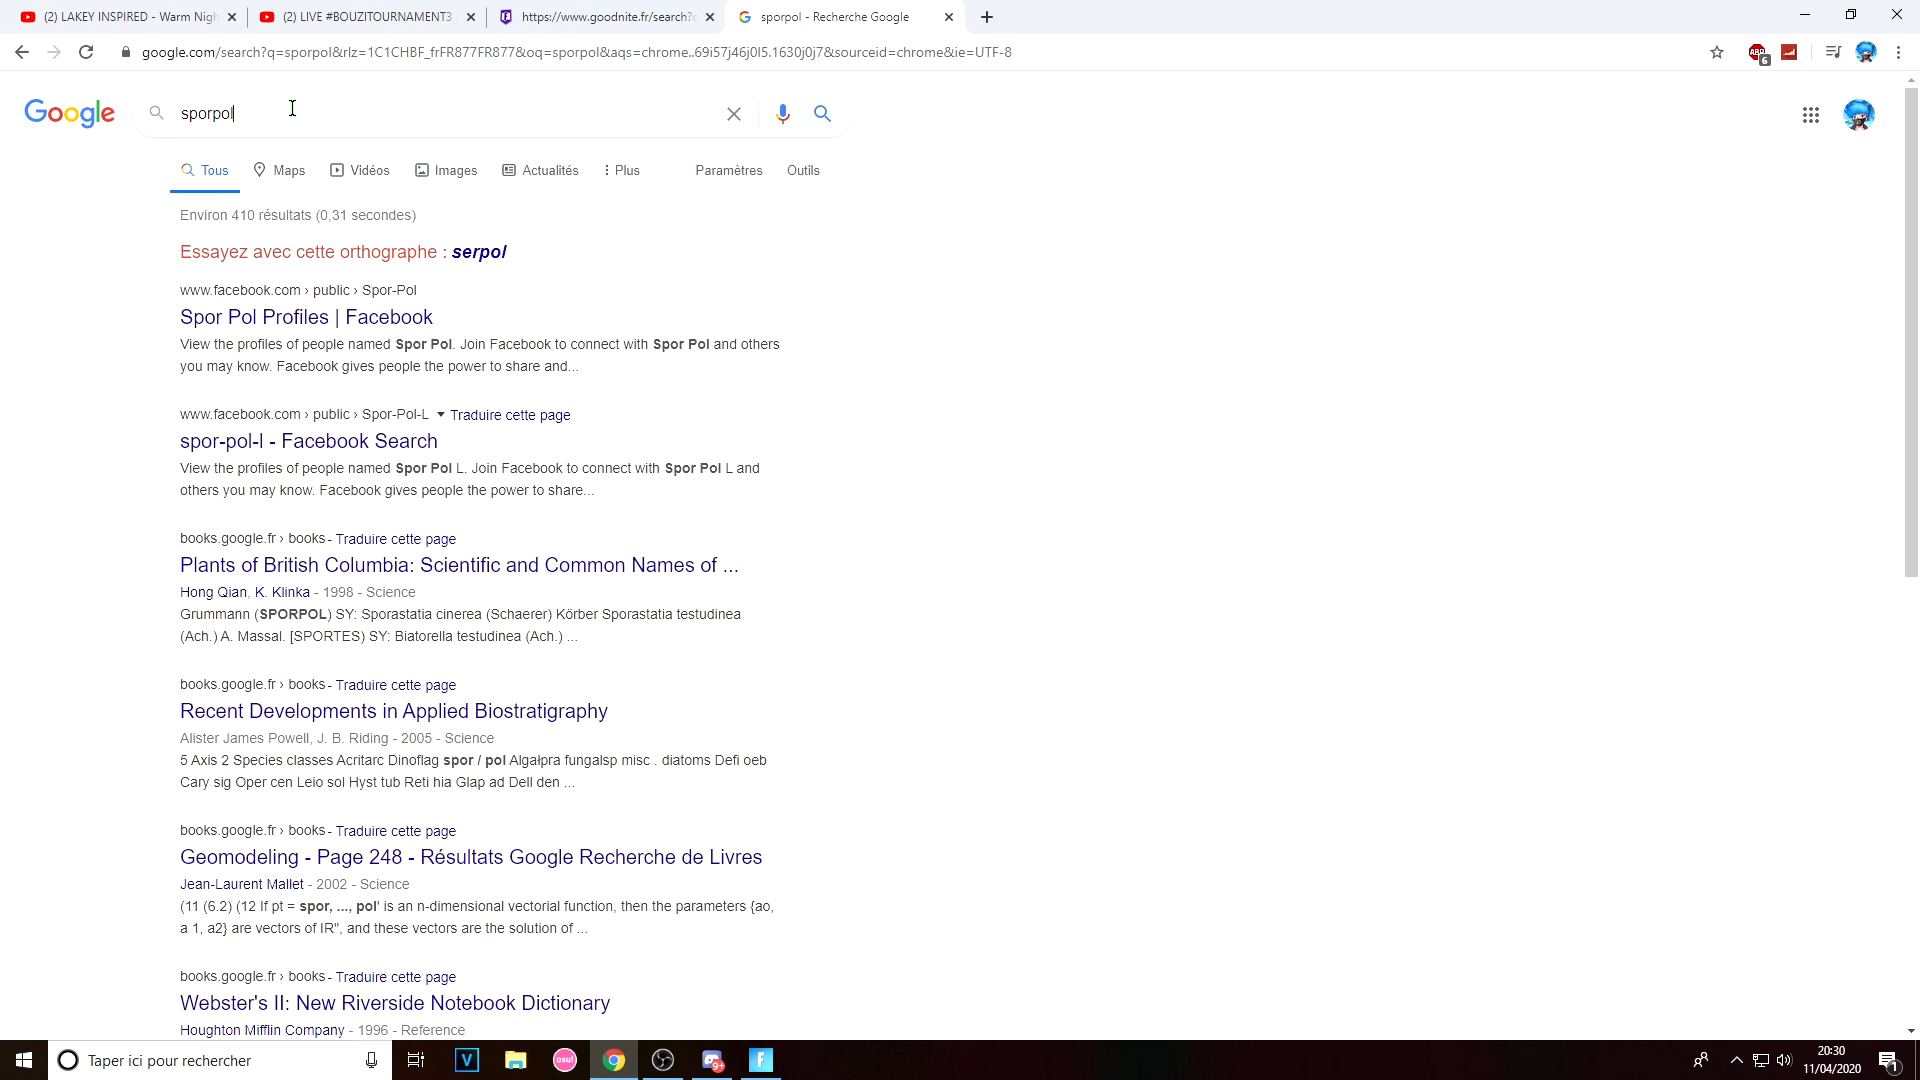 (2) LAKEY INSPIRED - Warm Nigh
(2) LIVE #BOUZITOURNAMENT3
https://www.goodnite.fr/search?
sporpol - Recherche Google
google.com/search?q=sporpol&rlz=1C1CHBF_frFR877FR877&oq=sporpol&aqs=chrome..69i57j46j0l5.1630j0j7&sourceid=chrome&ie=UTF-8
ABP
6
Google
sporpol
Tous
Maps
Vidéos
Images
Actualités
Plus
Paramètres
Outils
Environ 410 résultats (0,31 secondes)
Essayez avec cette orthographe : serpol
www.facebook.com › public › Spor-Pol
Spor Pol Profiles | Facebook
View the profiles of people named Spor Pol. Join Facebook to connect with Spor Pol and others
you may know. Facebook gives people the power to share and...
www.facebook.com › public › Spor-Pol-L ▾ Traduire cette page
spor-pol-l - Facebook Search
View the profiles of people named Spor Pol L. Join Facebook to connect with Spor Pol L and
others you may know. Facebook gives people the power to share...
books.google.fr › books - Traduire cette page
Plants of British Columbia: Scientific and Common Names of ...
Hong Qian, K. Klinka - 1998 - Science
Grummann (SPORPOL) SY: Sporastatia cinerea (Schaerer) Körber Sporastatia testudinea
(Ach.) A. Massal. [SPORTES) SY: Biatorella testudinea (Ach.) ...
books.google.fr › books - Traduire cette page
Recent Developments in Applied Biostratigraphy
Alister James Powell, J. B. Riding - 2005 - Science
5 Axis 2 Species classes Acritarc Dinoflag spor / pol Algałpra fungalsp misc . diatoms Defi oeb
Cary sig Oper cen Leio sol Hyst tub Reti hia Glap ad Dell den ...
books.google.fr › books - Traduire cette page
Geomodeling - Page 248 - Résultats Google Recherche de Livres
Jean-Laurent Mallet - 2002 - Science
(11 (6.2) (12 If pt = spor, ..., pol' is an n-dimensional vectorial function, then the parameters {ao,
a 1, a2} are vectors of IR", and these vectors are the solution of ...
books.google.fr › books - Traduire cette page
Webster's II: New Riverside Notebook Dictionary
Houghton Mifflin Company - 1996 - Reference
Taper ici pour rechercher
V
osu!
9+
F
20:30
11/04/2020
1